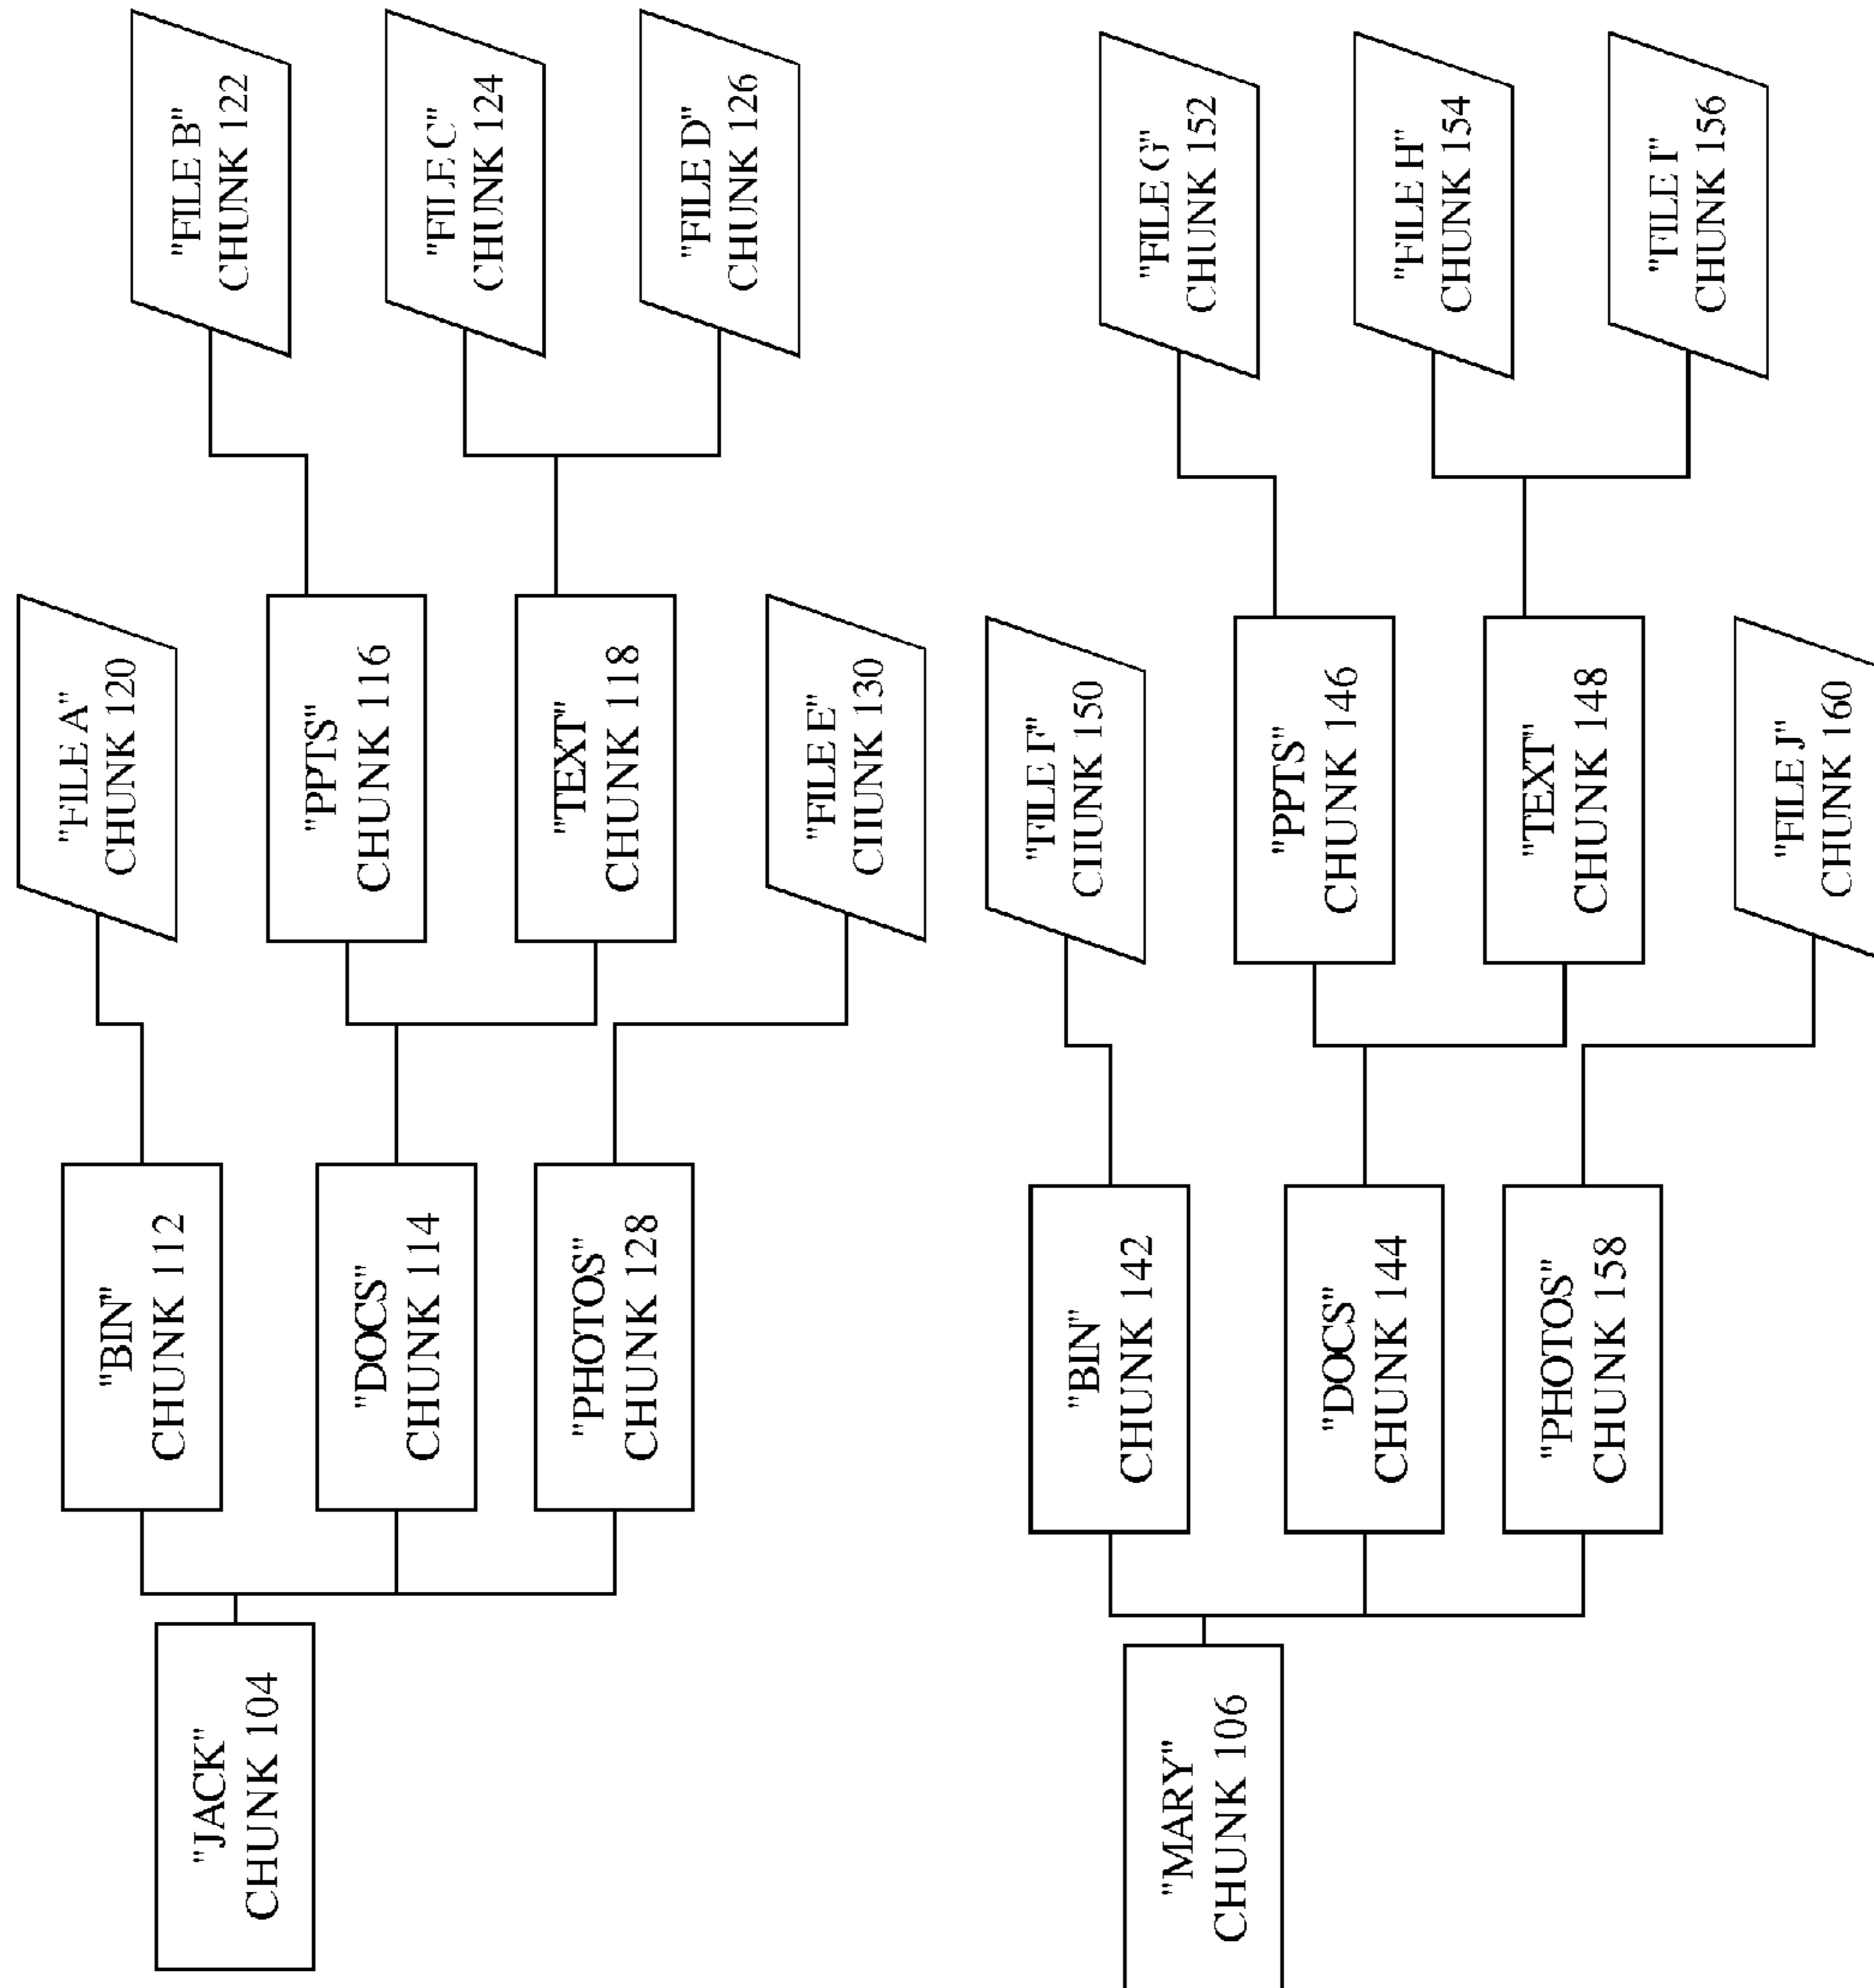 "JACK"
CHUNK 104
"BIN"
CHUNK 112
"FILE A"
CHUNK 120
"DOCS"
CHUNK 114
"PPTS"
CHUNK 116
"FILE B"
CHUNK 122
"TEXT"
CHUNK 118
"FILE C"
CHUNK 124
"FILE D"
CHUNK 126
"PHOTOS"
CHUNK 128
"FILE E"
CHUNK 130
"MARY"
CHUNK 106
"BIN"
CHUNK 142
"FILE F"
CHUNK 150
"DOCS"
CHUNK 144
"PPTS"
CHUNK 146
"FILE G"
CHUNK 152
"TEXT"
CHUNK 148
"FILE H"
CHUNK 154
"FILE I"
CHUNK 156
"PHOTOS"
CHUNK 158
"FILE J"
CHUNK 160